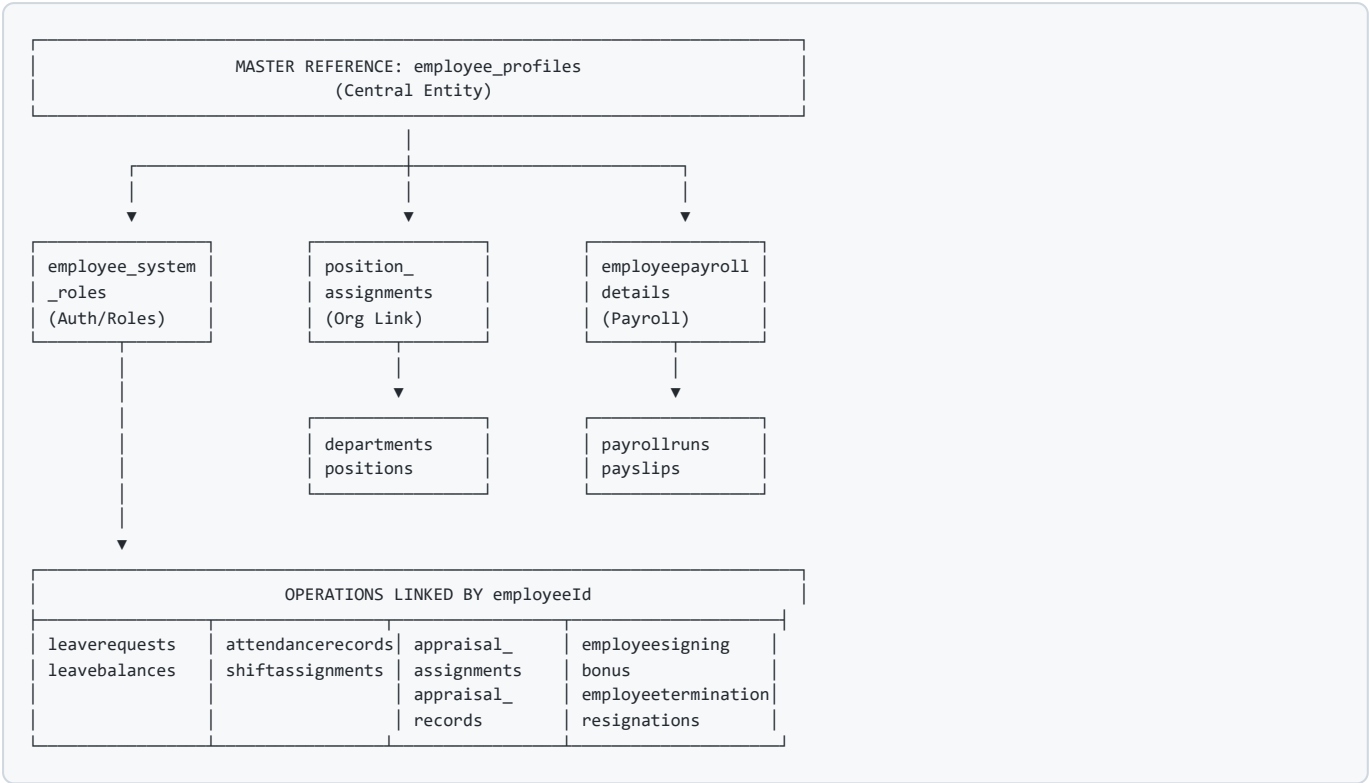 MASTER REFERENCE: employee_profiles
(Central Entity)
employee_system position_ employeepayroll
_roles assignments details
(Auth/Roles) (Org Link) (Payroll)
departments payrollruns
positions payslips
OPERATIONS LINKED BY employeeId
leaverequests attendancerecords appraisal_ employeesigning
leavebalances shiftassignments assignments bonus
appraisal_ employeetermination
records resignations